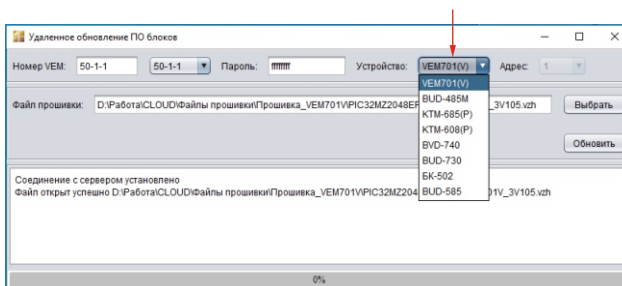 Удаленное обновление ПО блоков
Номер VEM: 50-1-1 50-1-1 Пароль: ffffffff Устройство: VEM701(V) Адрес: 1
VEM701(V)
BUD-485M
KTM-685(P)
KTM-608(P)
BVD-740
BUD-730
БК-502
BUD-585
Файл прошивки: D:\Работа\CLOUD\Файлы прошивки\Прошивка_VEM701V\PIC32MZ2048EF _3V105.vzh Выбрать
Обновить
Соединение с сервером установлено
Файл открыт успешно D:\Работа\CLOUD\Файлы прошивки\Прошивка_VEM701V\PIC32MZ204 01V_3V105.vzh
0%